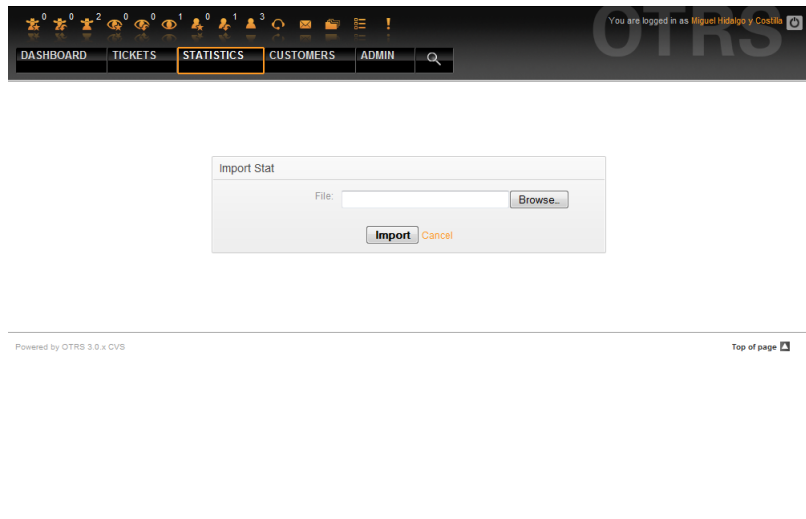 0 0 2 0 0 1 0 1 3
You are logged in as Miguel Hidalgo y Costilla
OTRS
DASHBOARD TICKETS STATISTICS CUSTOMERS ADMIN
Import Stat
File: Browse..
Import Cancel
Powered by OTRS 3.0.x CVS
Top of page